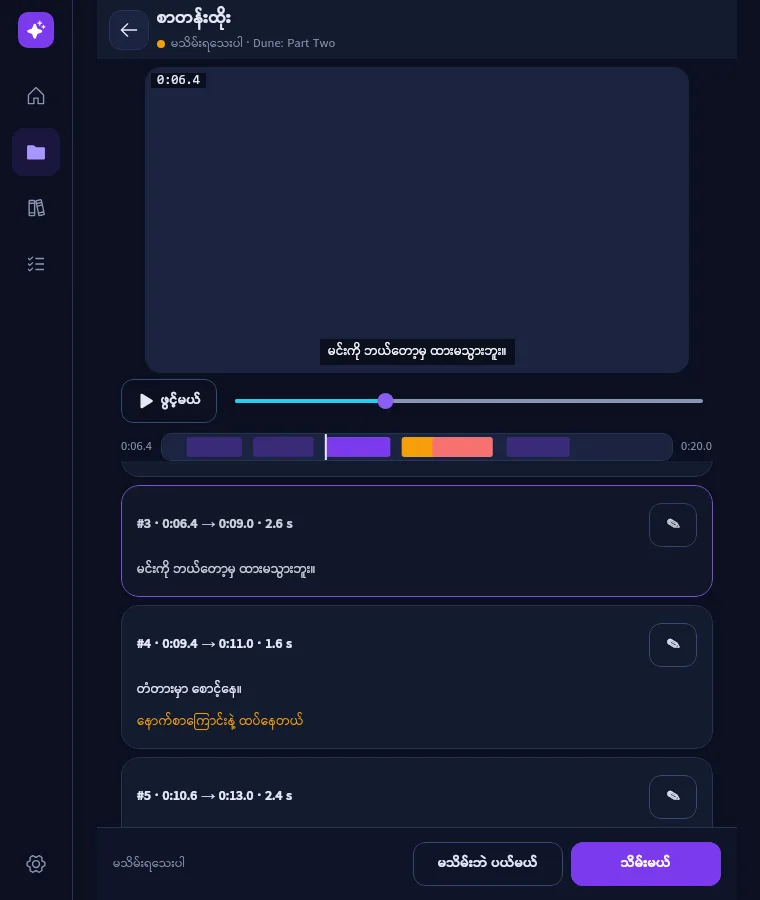 စာတန်းထိုး
မသိမ်းရသေးပါ · Dune: Part Two
0:06.4
မင်းကို ဘယ်တော့မှ ထားမသွားဘူး။
ဖွင့်မယ်
0:06.4
0:20.0
#3 · 0:06.4 → 0:09.0 · 2.6 s
မင်းကို ဘယ်တော့မှ ထားမသွားဘူး။
#4 · 0:09.4 → 0:11.0 · 1.6 s
တံတားမှာ စောင့်နေ။
နောက်စာကြောင်းနဲ့ ထပ်နေတယ်
#5 · 0:10.6 → 0:13.0 · 2.4 s
မသိမ်းရသေးပါ
မသိမ်းဘဲ ပယ်မယ်
သိမ်းမယ်